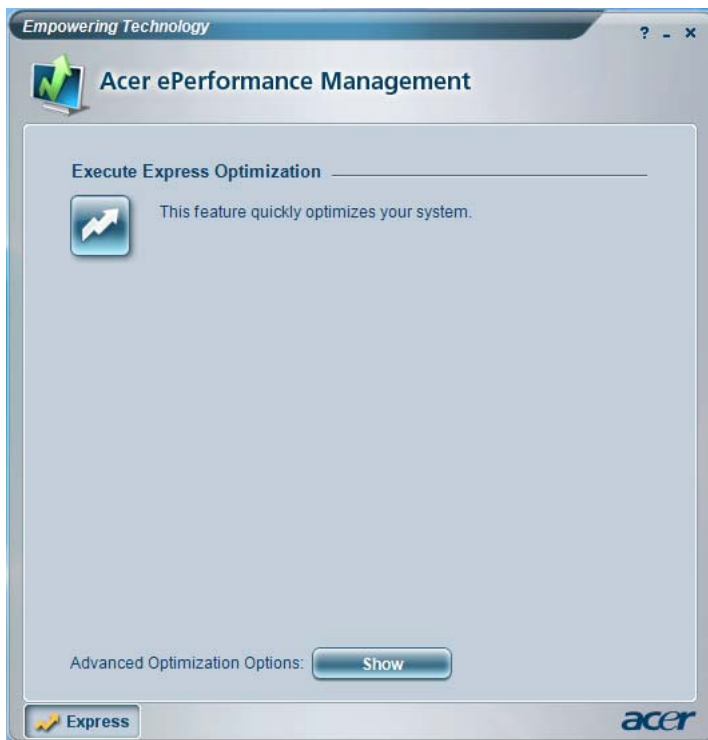 Empowering Technology
? - x
Acer ePerformance Management
Execute Express Optimization
This feature quickly optimizes your system.
Advanced Optimization Options: Show
Express
acer